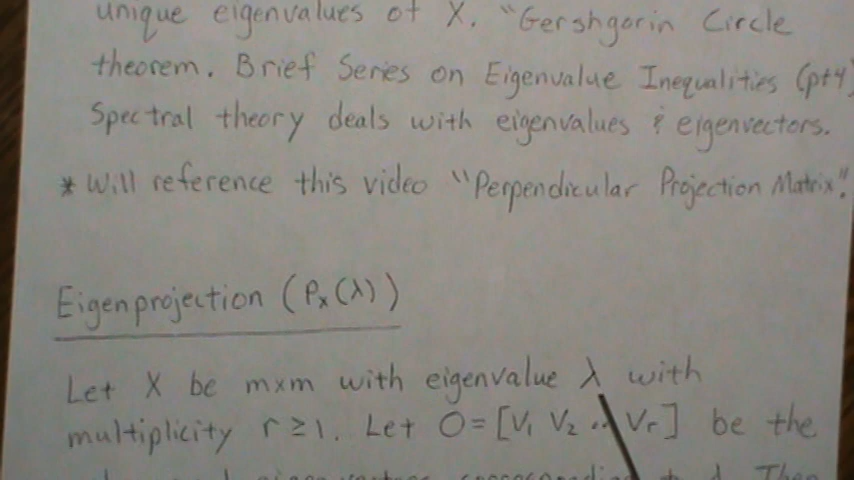 unique eigenvalues of X. "Gershgorin Circle
theorem. Brief Series on Eigenvalue Inequalities (pt4)
Spectral theory deals with eigenvalues & eigenvectors.
* Will reference this video "Perpendicular Projection Matrix".
Eigenprojection (Pₓ(λ))
Let X be m×m with eigenvalue λ with
multiplicity r ≥ 1. Let O = [V₁ V₂ .. Vᵣ] be the
λ. Then